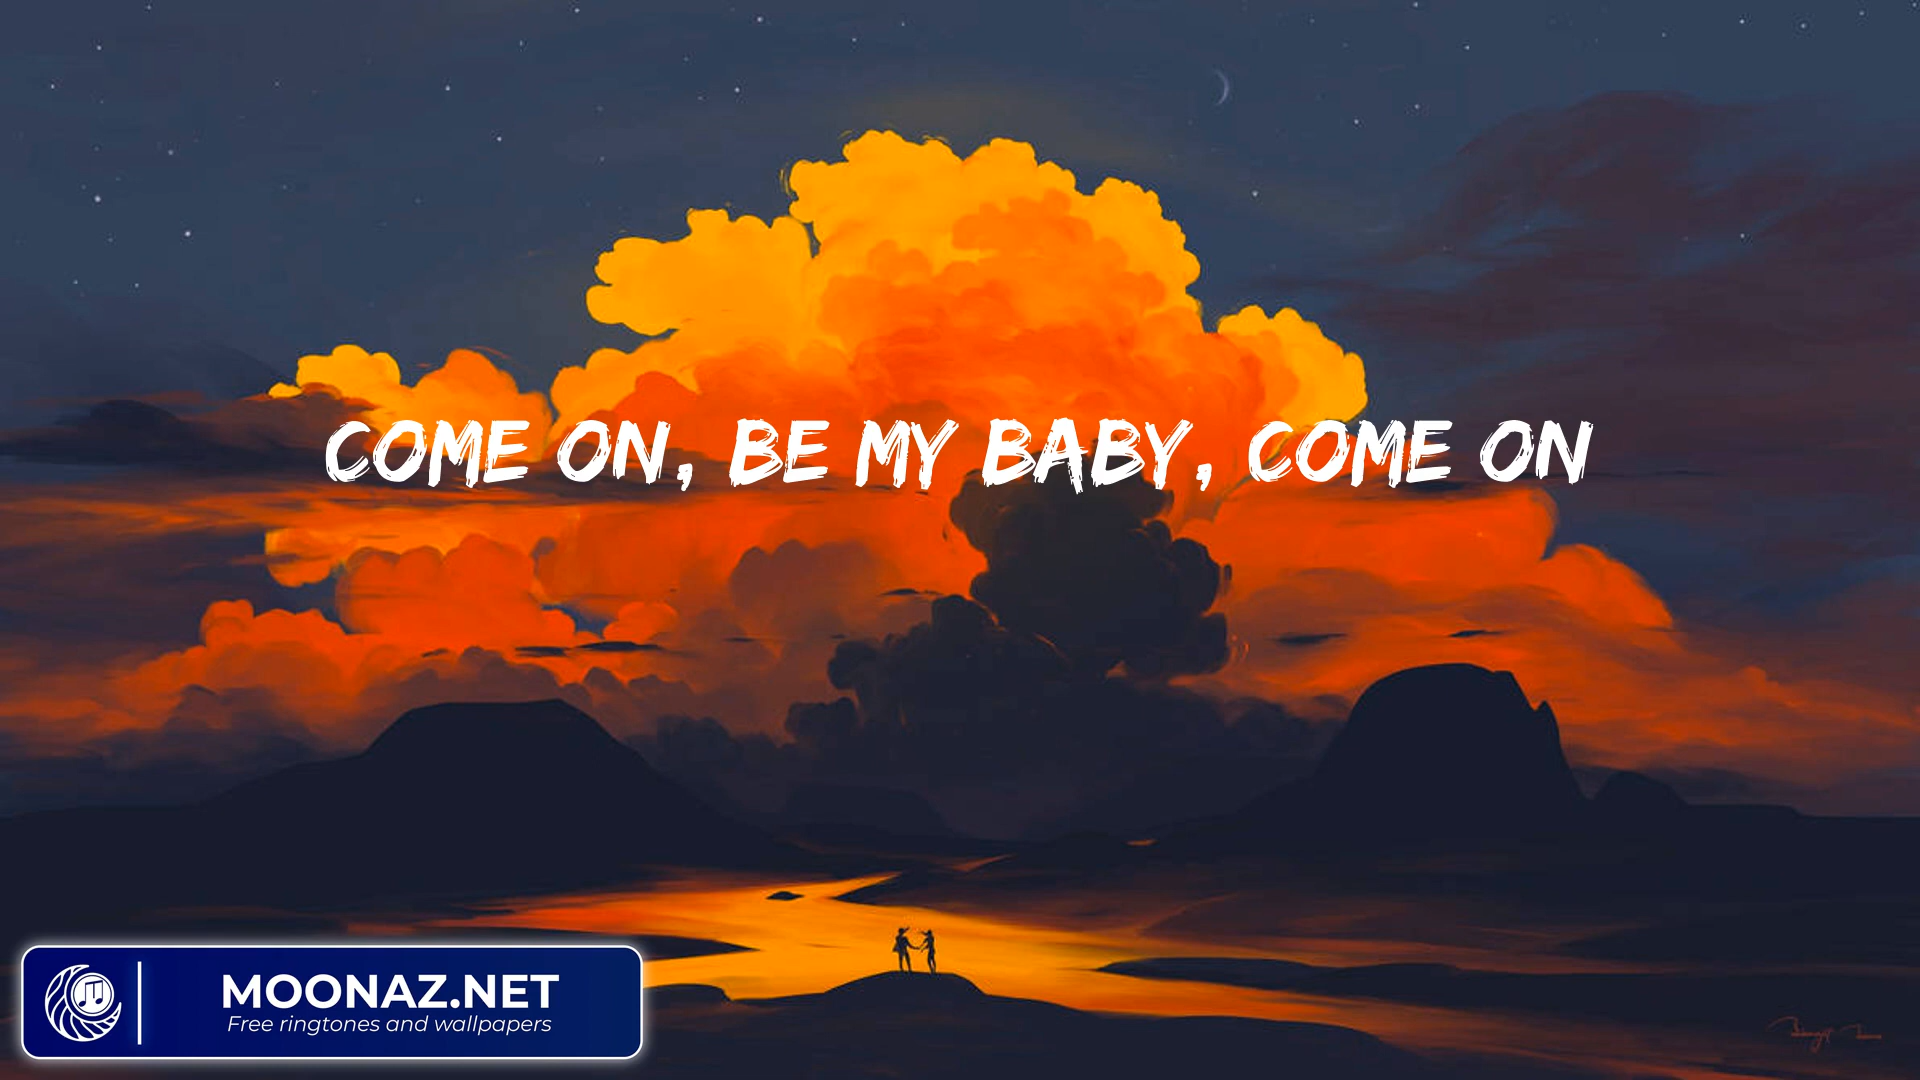 COME ON, BE MY BABY, COME ON
MOONAZ.NET
Free ringtones and wallpapers